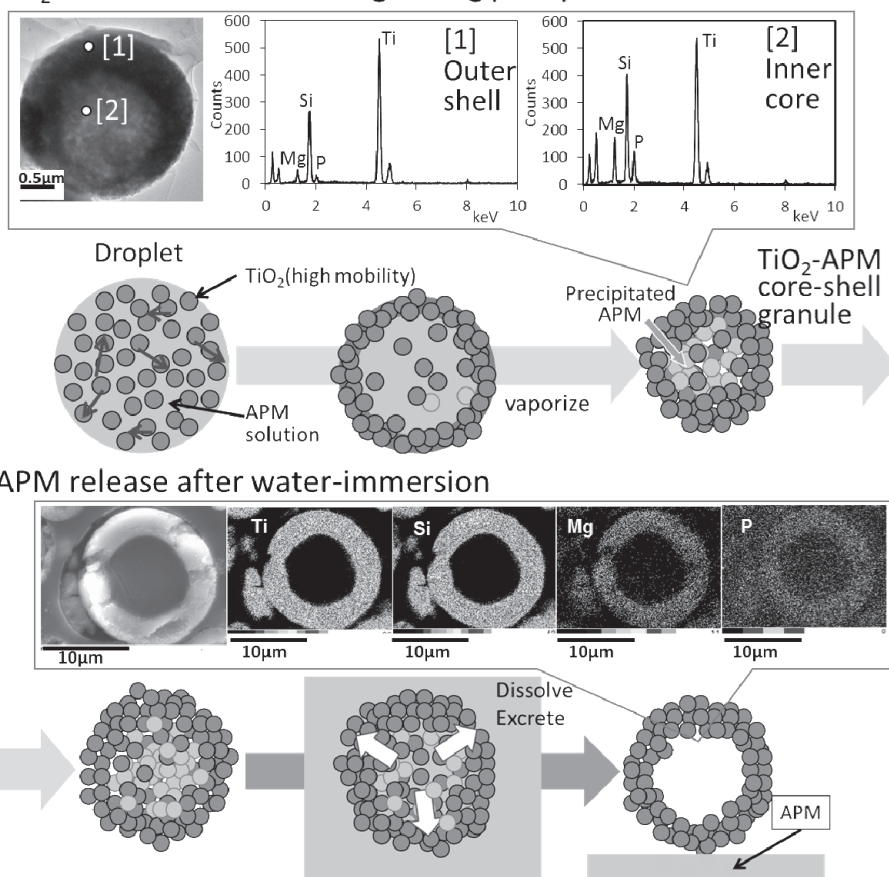 [1]
[2]
0.5μm
600
500
400
300
200
100
0
Counts
Ti
Si
Mg
P
[1]
Outer
shell
0 2 4 6 8 10
keV
600
500
400
300
200
100
0
Counts
Ti
Si
Mg
P
[2]
Inner
core
0 2 4 6 8 10
keV
Droplet
TiO2(high mobility)
APM
solution
vaporize
Precipitated
APM
TiO2-APM
core-shell
granule
APM release after water-immersion
Ti
Si
Mg
P
10μm
10μm
10μm
10μm
10μm
Dissolve
Excrete
APM